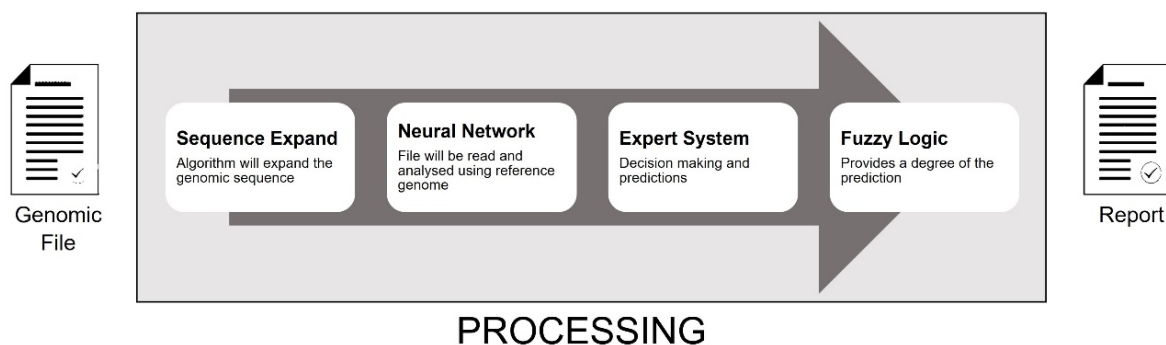 Genomic
File
Sequence Expand
Algorithm will expand the
genomic sequence
Neural Network
File will be read and
analysed using reference
genome
Expert System
Decision making and
predictions
Fuzzy Logic
Provides a degree of the
prediction
Report
PROCESSING